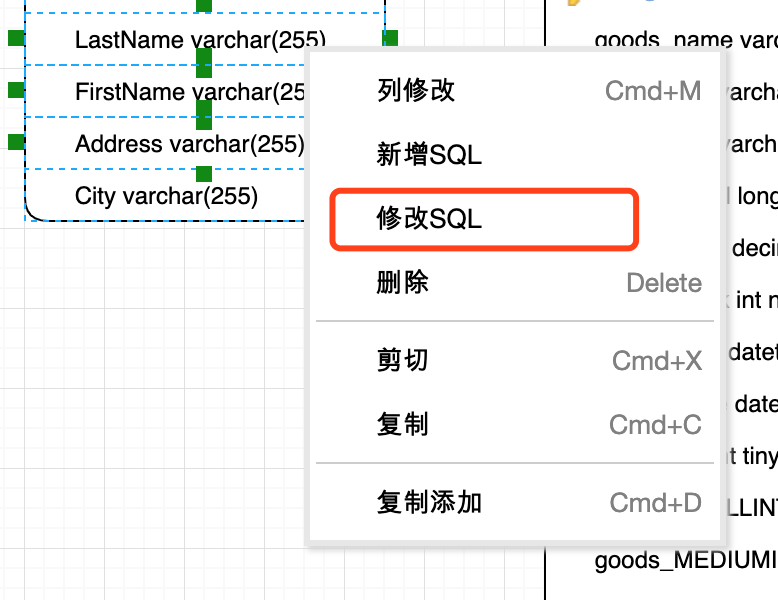 LastName varchar(255)
FirstName varchar(25
Address varchar(255)
City varchar(255)
列修改 Cmd+M
新增SQL
修改SQL
删除 Delete
剪切 Cmd+X
复制 Cmd+C
复制添加 Cmd+D
goods_name varc
varcha
varch
long
deci
int n
datet
date
t tiny
LLINT
goods_MEDIUMI